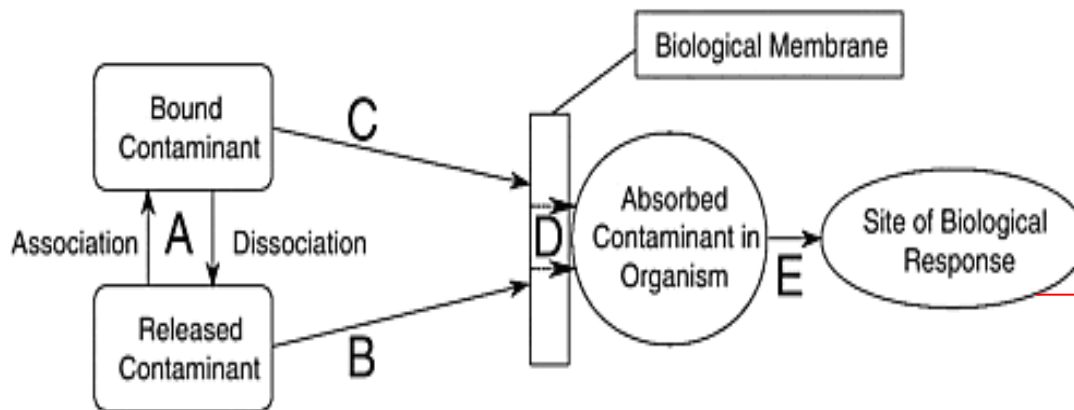 Biological Membrane
Bound
Contaminant
C
Association
A
Dissociation
D
Absorbed
Contaminant in
Organism
E
Site of Biological
Response
Released
Contaminant
B